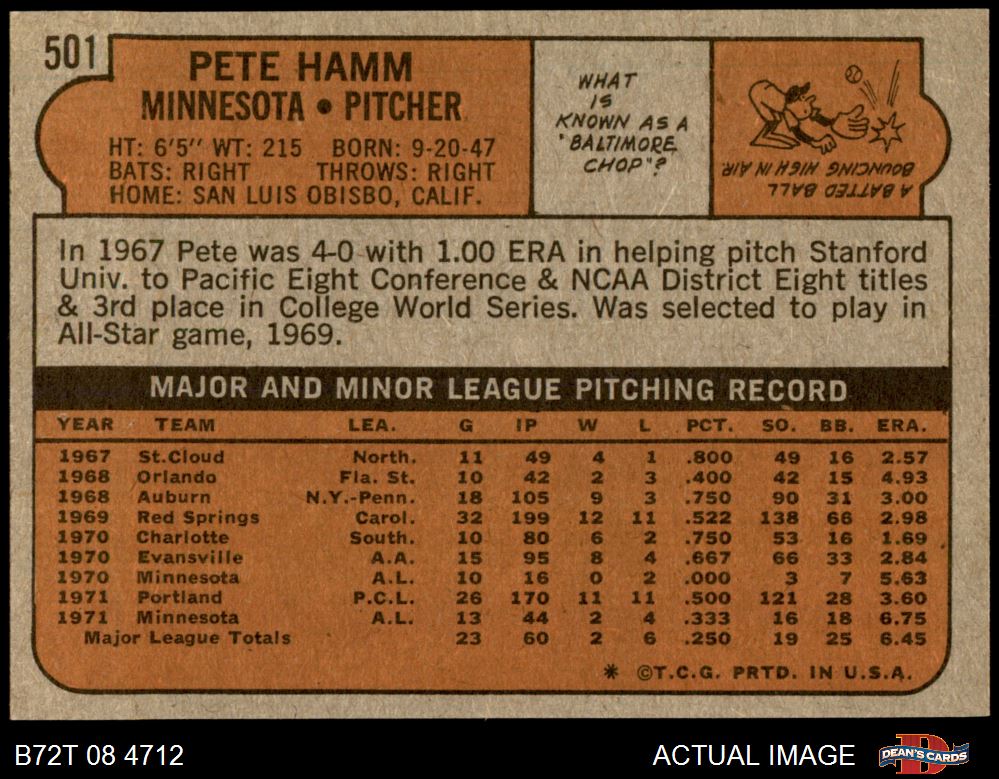 501
PETE HAMM
MINNESOTA • PITCHER
HT: 6'5" WT: 215 BORN: 9-20-47
BATS: RIGHT THROWS: RIGHT
HOME: SAN LUIS OBISBO, CALIF.
WHAT
IS
KNOWN AS A
"BALTIMORE
CHOP"?
A BATTED BALL
BOUNCING HIGH IN AIR
In 1967 Pete was 4-0 with 1.00 ERA in helping pitch Stanford
Univ. to Pacific Eight Conference & NCAA District Eight titles
& 3rd place in College World Series. Was selected to play in
All-Star game, 1969.
MAJOR AND MINOR LEAGUE PITCHING RECORD
YEAR TEAM LEA. G IP W L PCT. SO. BB. ERA.
1967 St.Cloud North. 11 49 4 1 .800 49 16 2.57
1968 Orlando Fla. St. 10 42 2 3 .400 42 15 4.93
1968 Auburn N.Y.-Penn. 18 105 9 3 .750 90 31 3.00
1969 Red Springs Carol. 32 199 12 11 .522 138 66 2.98
1970 Charlotte South. 10 80 6 2 .750 53 16 1.69
1970 Evansville A.A. 15 95 8 4 .667 66 33 2.84
1970 Minnesota A.L. 10 16 0 2 .000 3 7 5.63
1971 Portland P.C.L. 26 170 11 11 .500 121 28 3.60
1971 Minnesota A.L. 13 44 2 4 .333 16 18 6.75
Major League Totals 23 60 2 6 .250 19 25 6.45
* ©T.C.G. PRTD. IN U.S.A.
B72T 08 4712
ACTUAL IMAGE
DEAN'S CARDS